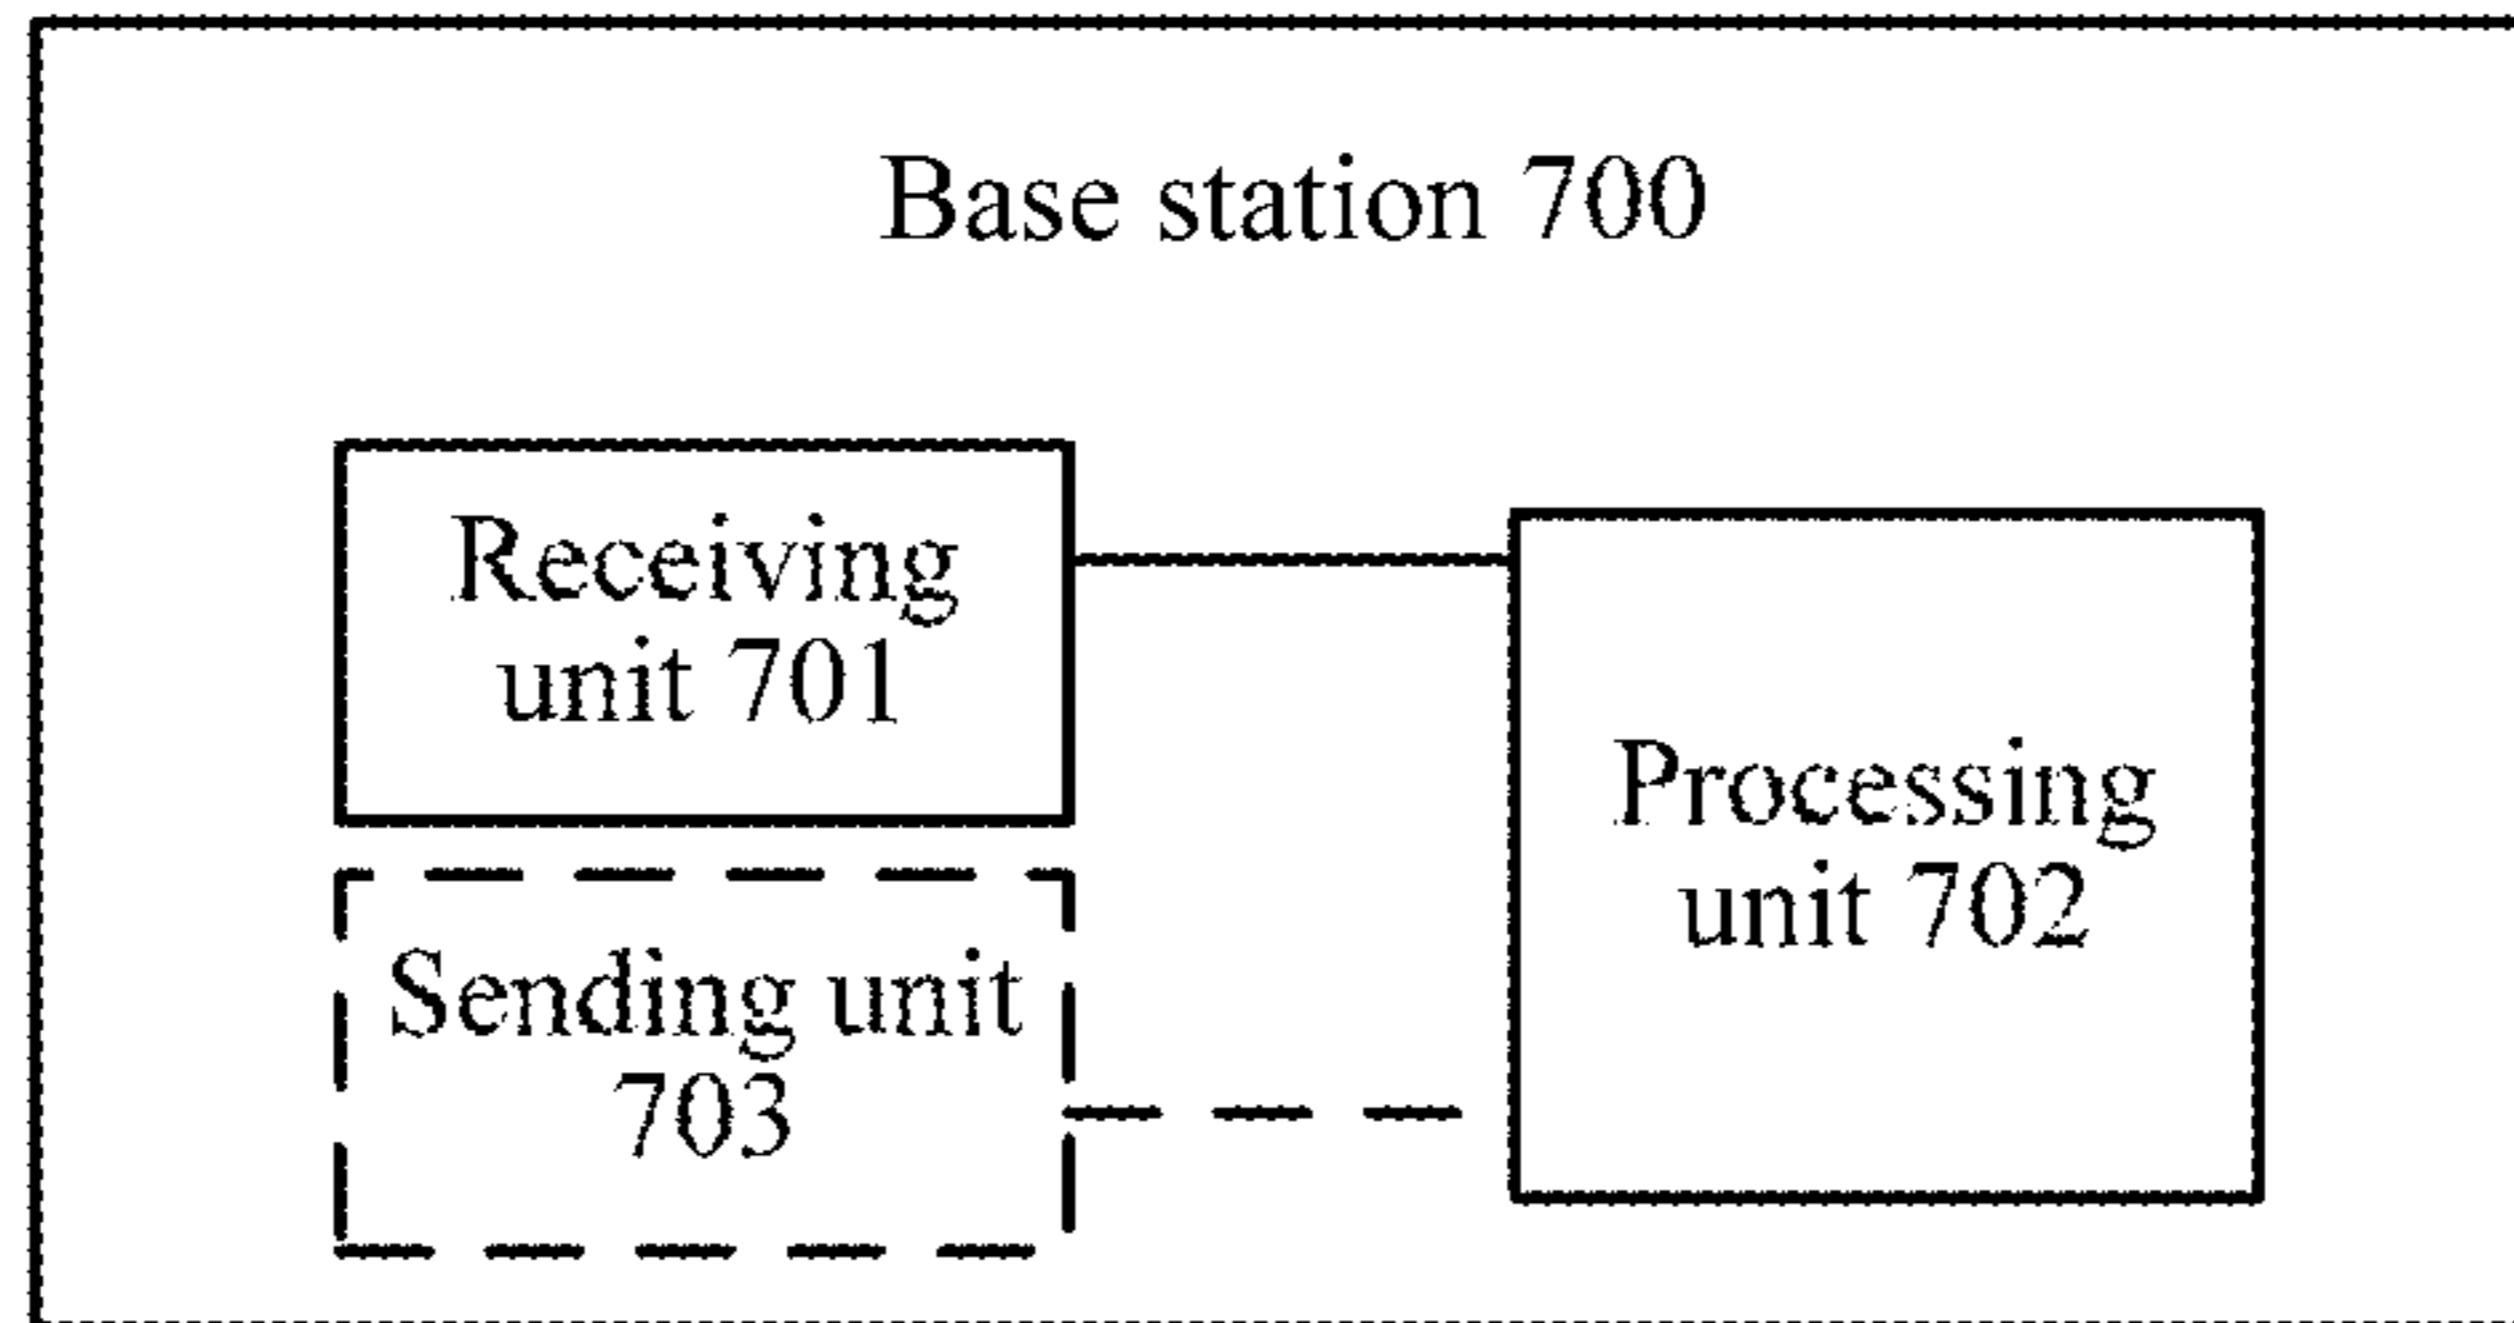 Base station 700
Receiving
unit 701
Processing
unit 702
Sending unit
703